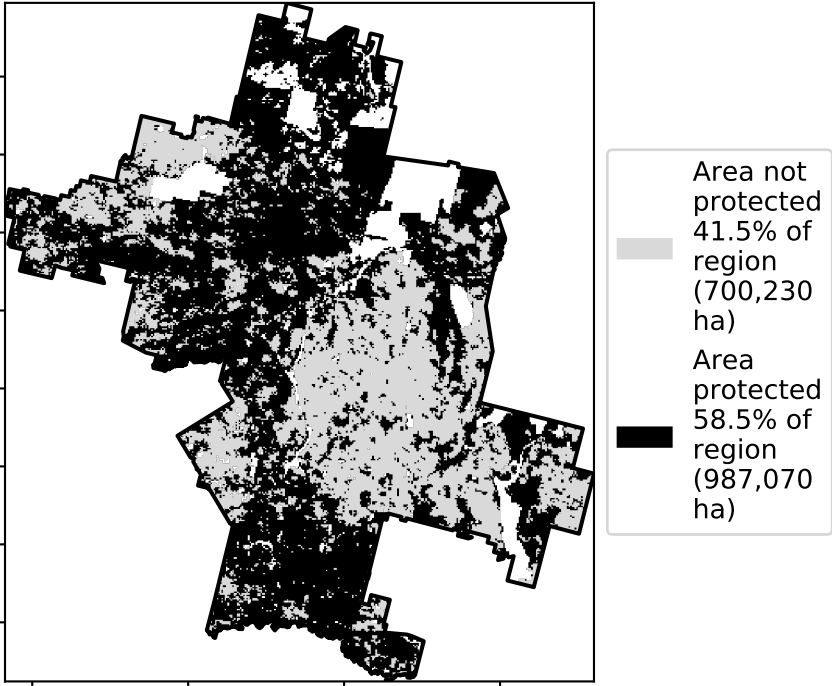 Area not
protected
41.5% of
region
(700,230
ha)
Area
protected
58.5% of
region
(987,070
ha)